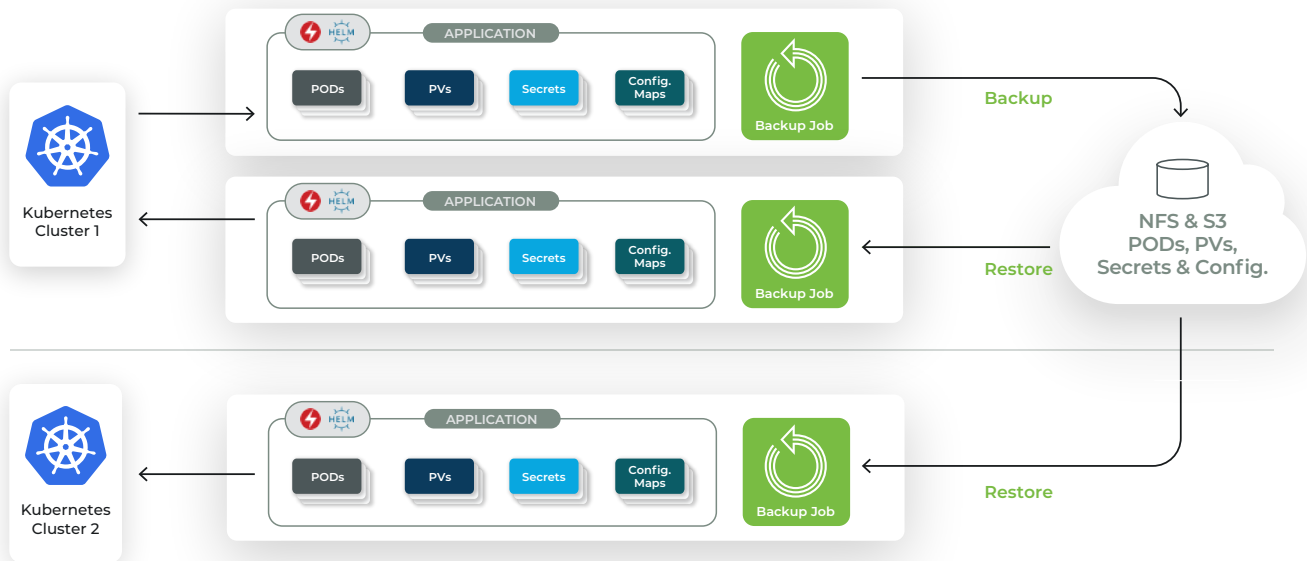 HELM
APPLICATION
PODs
PVs
Secrets
Config.
Maps
Backup Job
Backup
Kubernetes
Cluster 1
HELM
APPLICATION
PODs
PVs
Secrets
Config.
Maps
Backup Job
Restore
NFS & S3
PODs, PVs,
Secrets & Config.
Kubernetes
Cluster 2
HELM
APPLICATION
PODs
PVs
Secrets
Config.
Maps
Backup Job
Restore